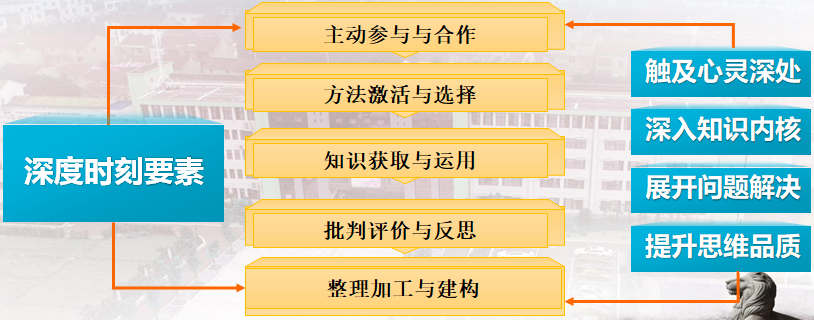 深度时刻要素
主动参与与合作
方法激活与选择
知识获取与运用
批判评价与反思
整理加工与建构
触及心灵深处
深入知识内核
展开问题解决
提升思维品质